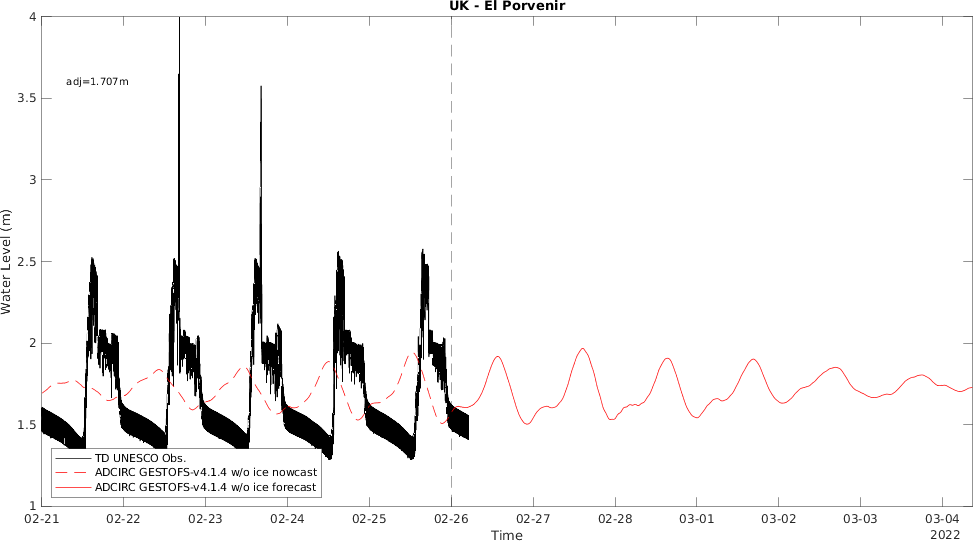 UK - El Porvenir
4
adj=1.707m
3.5
3
2.5
2
1.5
1
Water Level (m)
TD UNESCO Obs.
ADCIRC GESTOFS-v4.1.4 w/o ice nowcast
ADCIRC GESTOFS-v4.1.4 w/o ice forecast
02-21 02-22 02-23 02-24 02-25 02-26 02-27 02-28 03-01 03-02 03-03 03-04
Time 2022